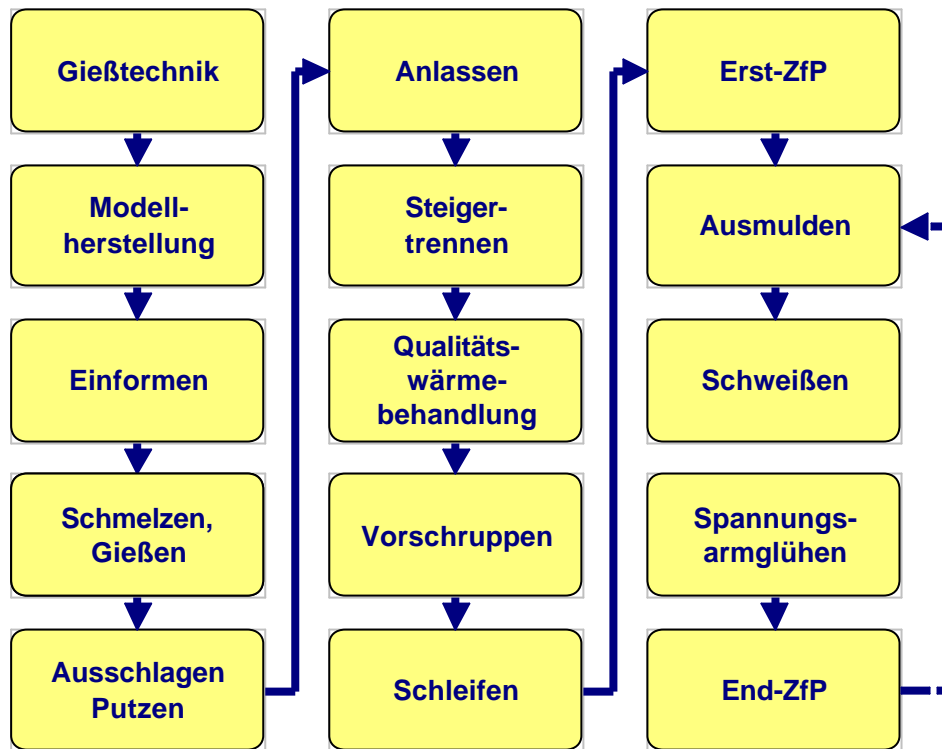 Gießtechnik
Modell-
herstellung
Einformen
Schmelzen,
Gießen
Ausschlagen
Putzen
Anlassen
Steiger-
trennen
Qualitäts-
wärme-
behandlung
Vorschruppen
Schleifen
Erst-ZfP
Ausmulden
Schweißen
Spannungs-
armglühen
End-ZfP